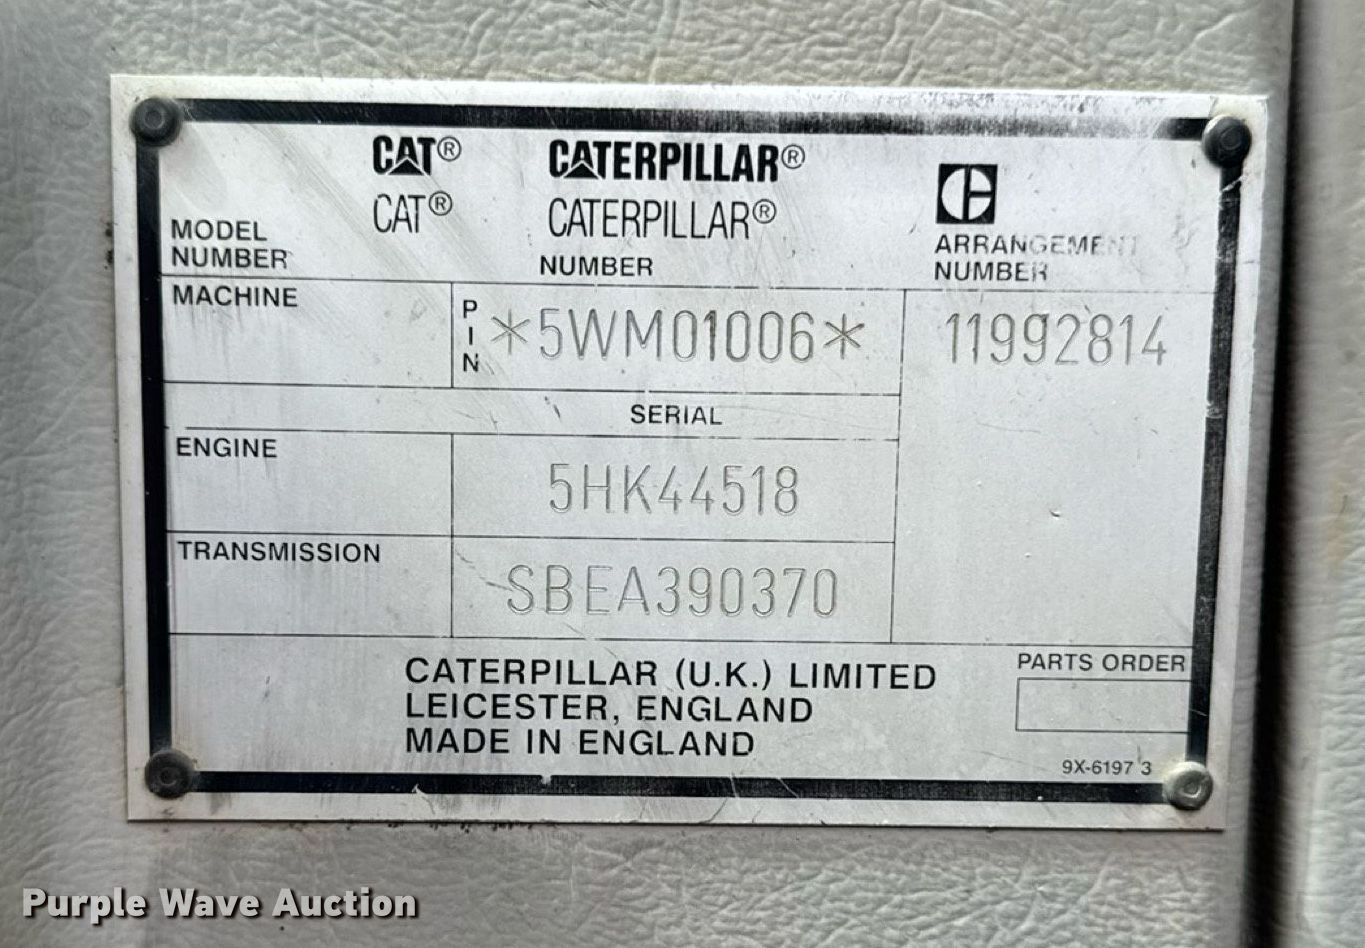 CAT® CATERPILLAR®
CAT® CATERPILLAR®
MODEL NUMBER
NUMBER
ARRANGEMENT NUMBER
MACHINE
PIN
*5WM01006*
11992814
SERIAL
ENGINE
5HK44518
TRANSMISSION
SBEA390370
CATERPILLAR (U.K.) LIMITED
LEICESTER, ENGLAND
MADE IN ENGLAND
PARTS ORDER
9X-6197 3
Purple Wave Auction